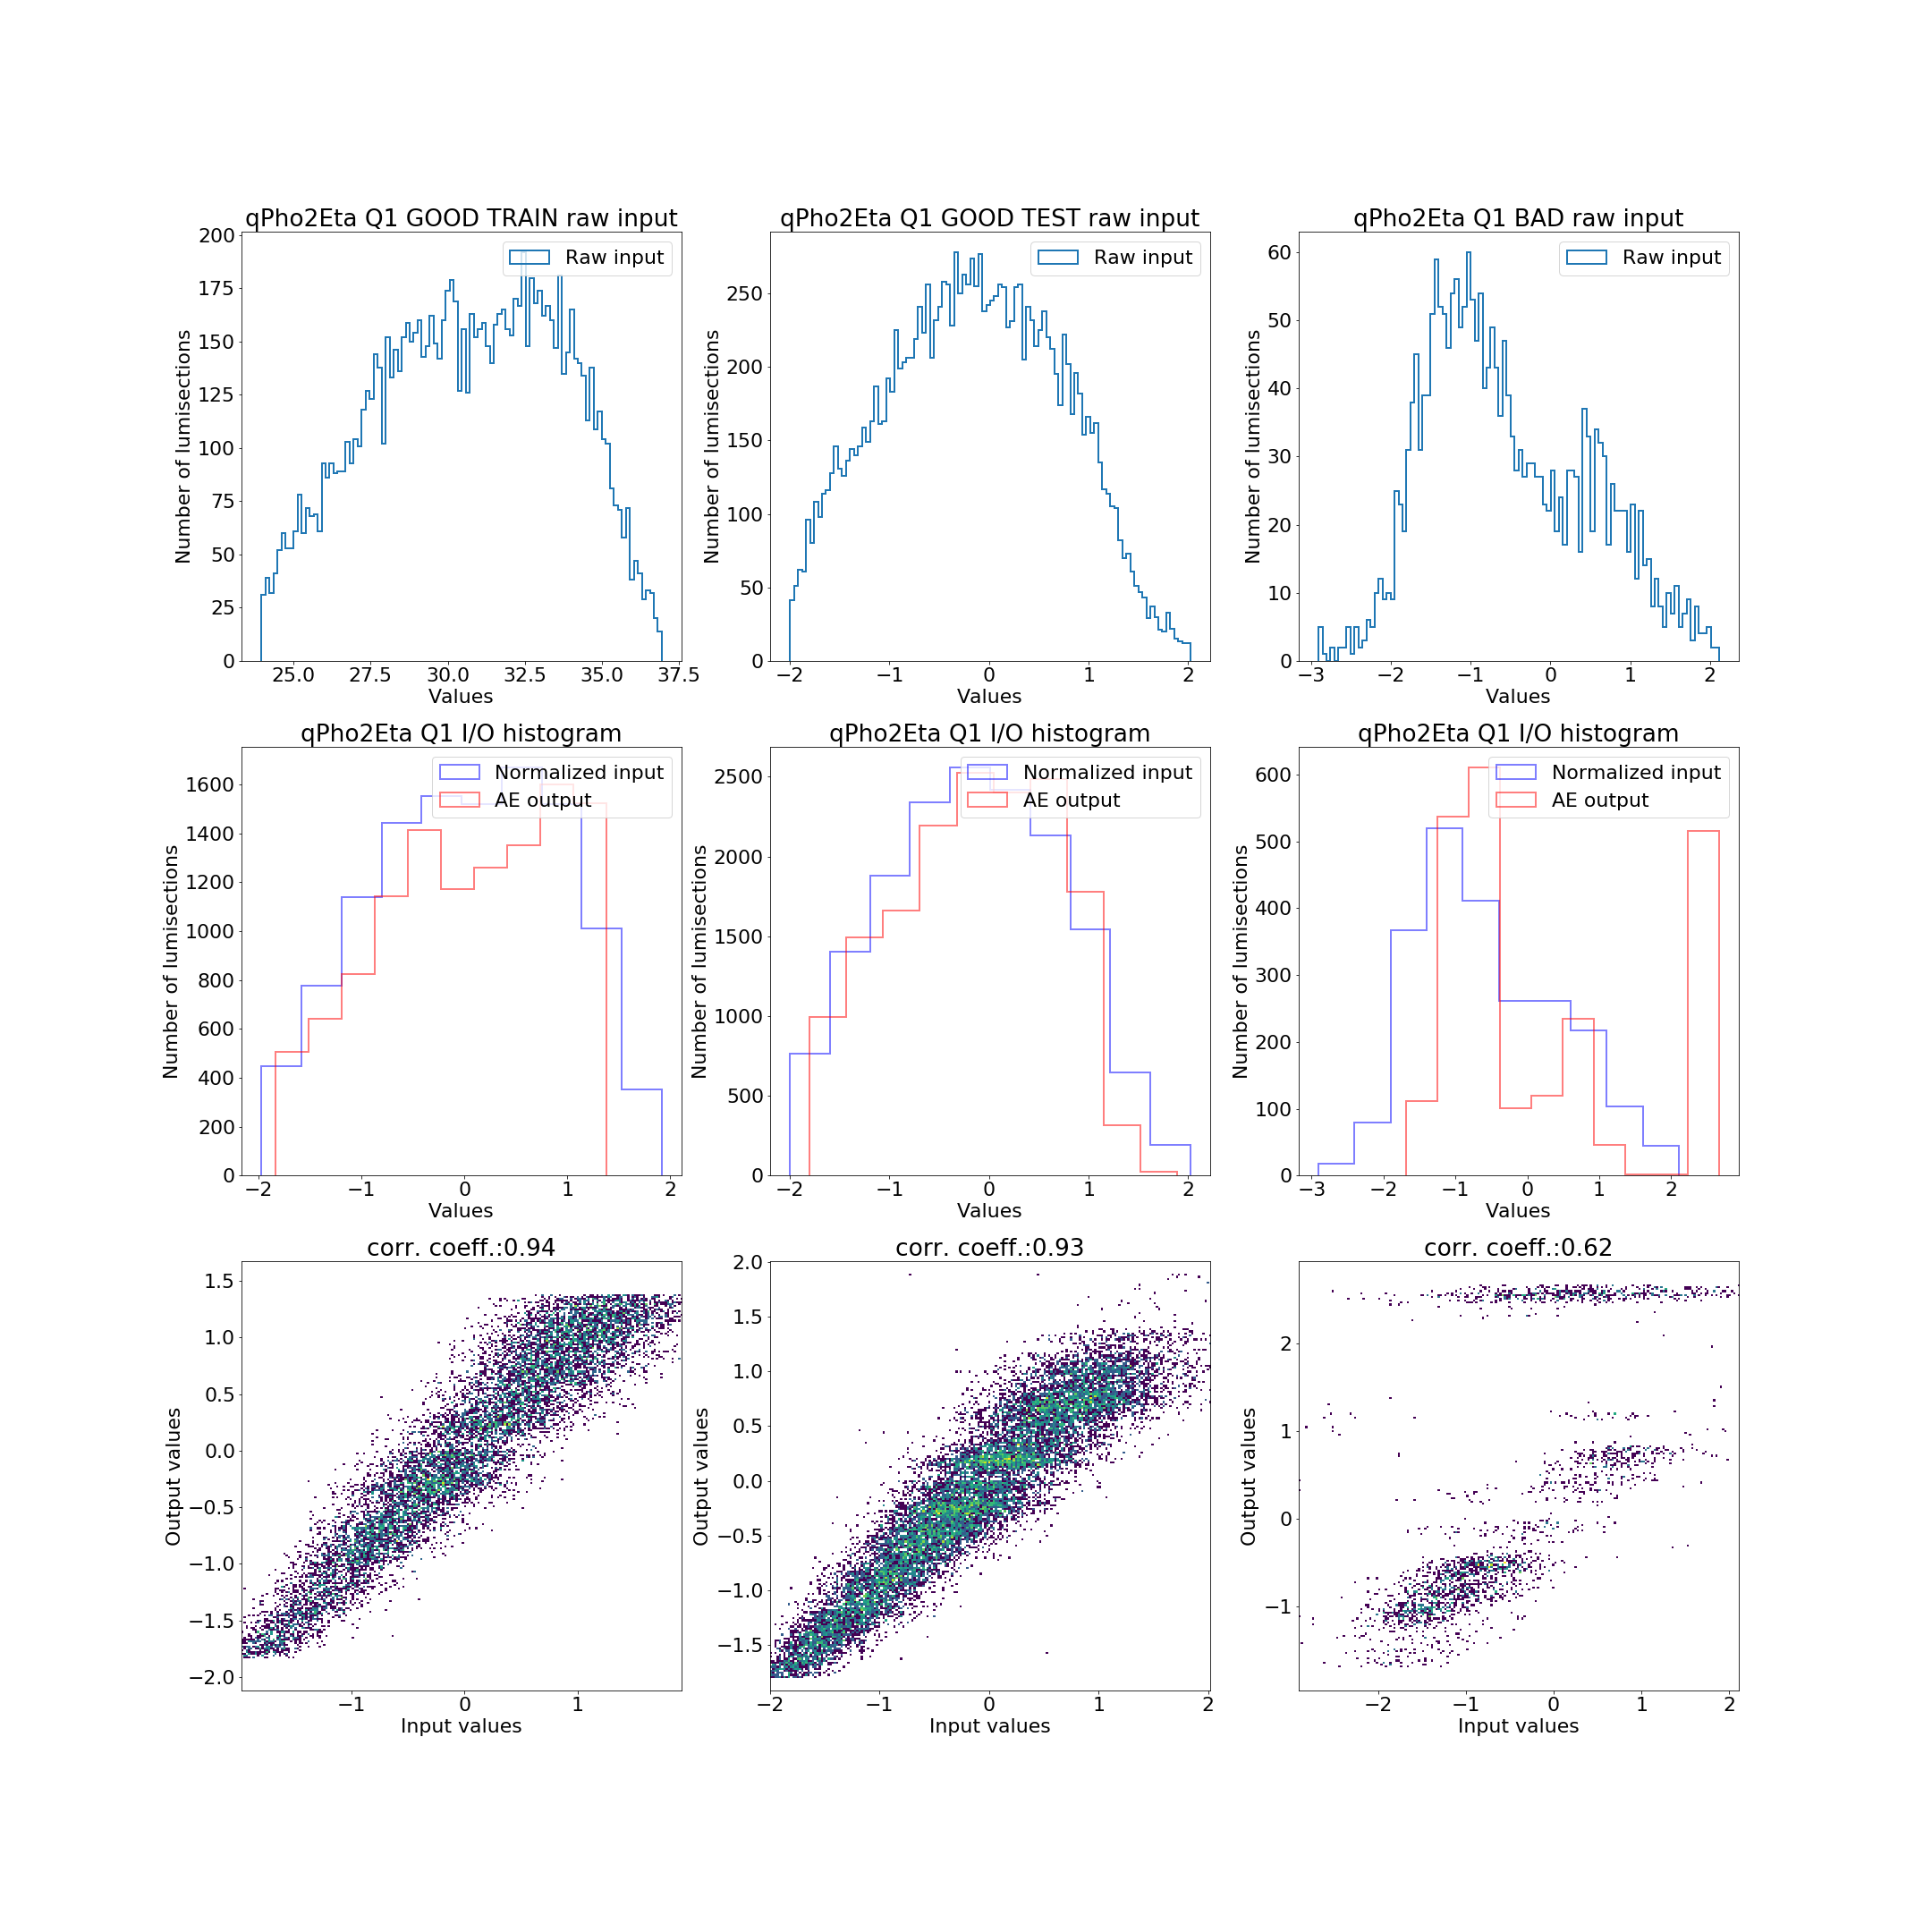 qPho2Eta Q1 GOOD TRAIN raw input
Raw input
Number of lumisections
200
175
150
125
100
75
50
25
0
25.0 27.5 30.0 32.5 35.0 37.5
Values
qPho2Eta Q1 GOOD TEST raw input
Raw input
Number of lumisections
250
200
150
100
50
0
−2 −1 0 1 2
Values
qPho2Eta Q1 BAD raw input
Raw input
Number of lumisections
60
50
40
30
20
10
0
−3 −2 −1 0 1 2
Values
qPho2Eta Q1 I/O histogram
Normalized input
AE output
Number of lumisections
1600
1400
1200
1000
800
600
400
200
0
−2 −1 0 1 2
Values
qPho2Eta Q1 I/O histogram
Normalized input
AE output
Number of lumisections
2500
2000
1500
1000
500
0
−2 −1 0 1 2
Values
qPho2Eta Q1 I/O histogram
Normalized input
AE output
Number of lumisections
600
500
400
300
200
100
0
−3 −2 −1 0 1 2
Values
corr. coeff.:0.94
Output values
1.5
1.0
0.5
0.0
−0.5
−1.0
−1.5
−2.0
−1 0 1
Input values
corr. coeff.:0.93
Output values
2.0
1.5
1.0
0.5
0.0
−0.5
−1.0
−1.5
−2 −1 0 1 2
Input values
corr. coeff.:0.62
Output values
2
1
0
−1
−2 −1 0 1 2
Input values